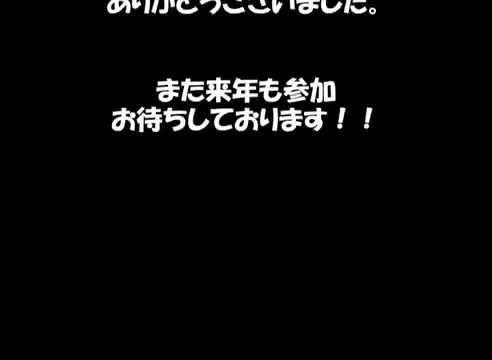 ありがとうございました。
また来年も参加
お待ちしております！！